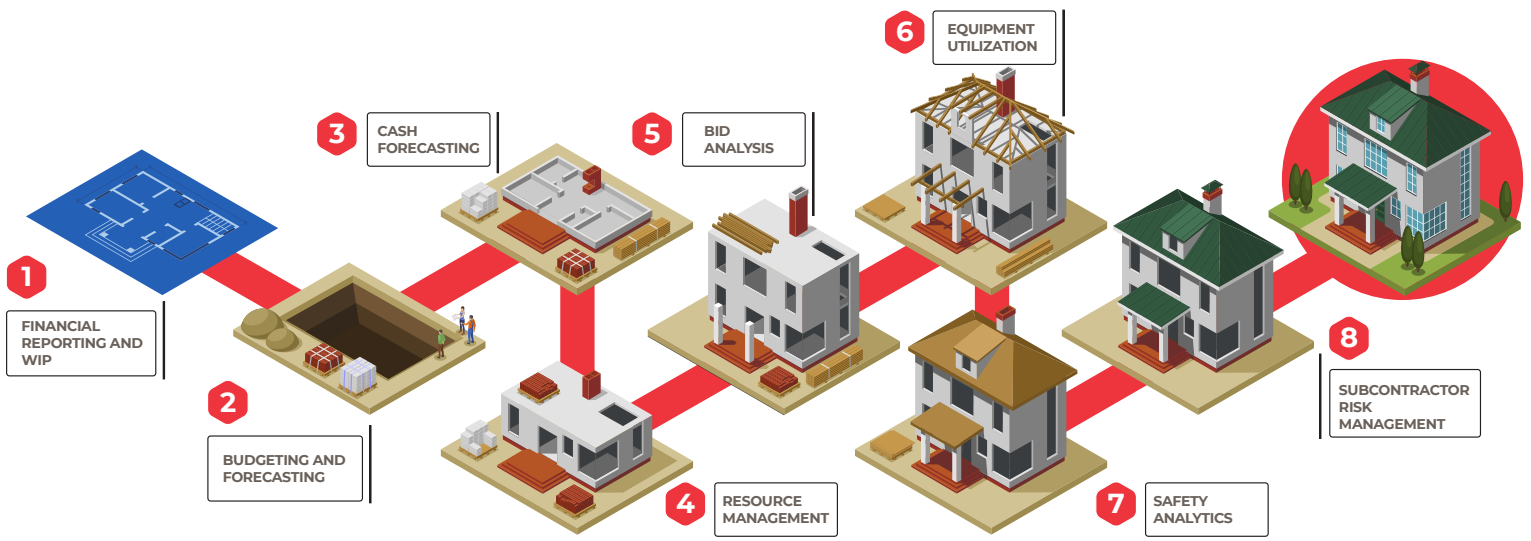 1
FINANCIAL
REPORTING AND
WIP
2
BUDGETING AND
FORECASTING
3
CASH
FORECASTING
4
RESOURCE
MANAGEMENT
5
BID
ANALYSIS
6
EQUIPMENT
UTILIZATION
7
SAFETY
ANALYTICS
8
SUBCONTRACTOR
RISK
MANAGEMENT